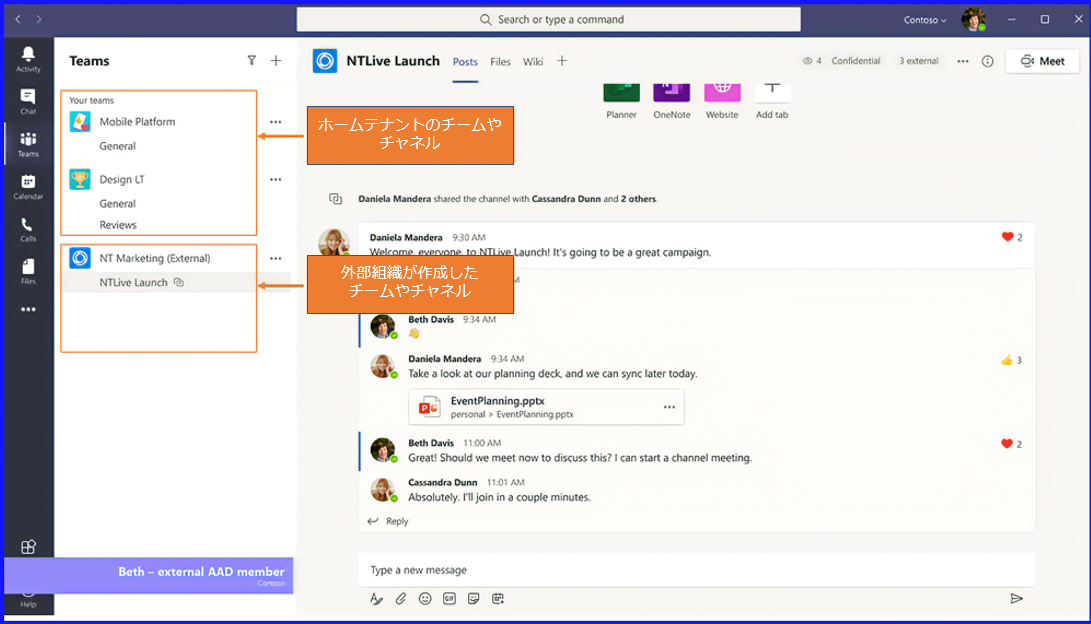 Search or type a command
Contoso
Activity
Chat
Teams
Calendar
Calls
Files
Help
Teams
Your teams
Mobile Platform
General
Design LT
General
Reviews
NT Marketing (External)
NTLive Launch
ホームテナントのチームや
チャネル
外部組織が作成した
チームやチャネル
Beth – external AAD member
Contoso
NTLive Launch
Posts Files Wiki
4 Confidential 3 external
Meet
Planner OneNote Website Add tab
Daniela Mandera shared the channel with Cassandra Dunn and 2 others.
Daniela Mandera 9:30 AM
2
Welcome, everyone, to NTLive Launch! It's going to be a great campaign.
Beth Davis 9:34 AM
Daniela Mandera 9:34 AM
3
Take a look at our planning deck, and we can sync later today.
EventPlanning.pptx
personal > EventPlanning.pptx
Beth Davis 11:00 AM
2
Great! Should we meet now to discuss this? I can start a channel meeting.
Cassandra Dunn 11:01 AM
Absolutely. I'll join in a couple minutes.
Reply
Type a new message
GIF